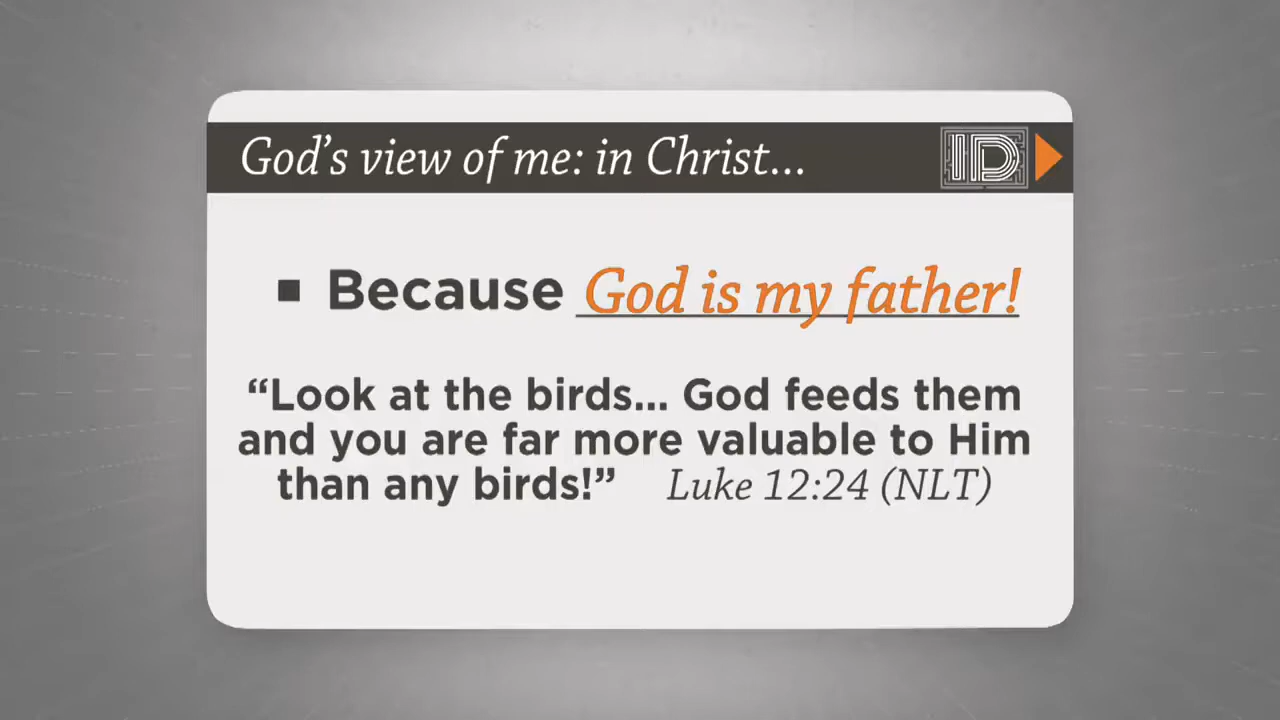 God’s view of me: in Christ...
ID
▪ Because God is my father!
“Look at the birds... God feeds them
and you are far more valuable to Him
than any birds!” Luke 12:24 (NLT)